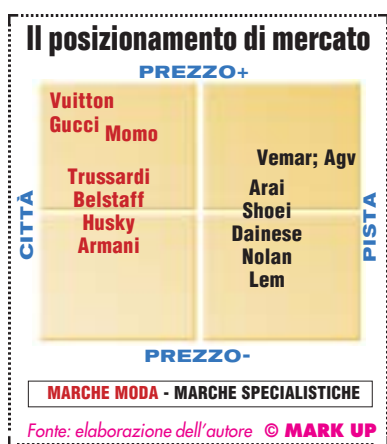 Il posizionamento di mercato
PREZZO+
Vuitton
Gucci Momo
Vemar; Agv
Trussardi
Belstaff
Husky
Armani
Arai
Shoei
Dainese
Nolan
Lem
CITTÀ
PISTA
PREZZO-
MARCHE MODA - MARCHE SPECIALISTICHE
Fonte: elaborazione dell'autore © MARK UP